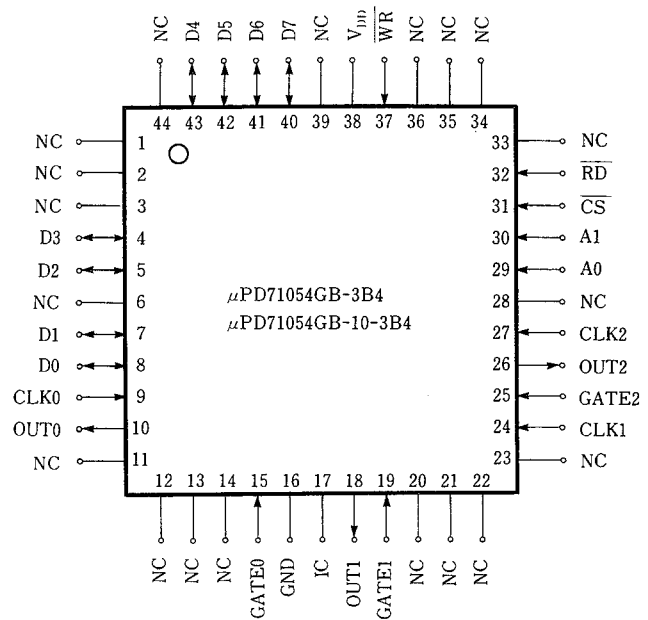 NC D4 D5 D6 D7 NC VDD W̅R̅ NC NC NC
44 43 42 41 40 39 38 37 36 35 34
NC 1 33 NC
NC 2 32 R̅D̅
NC 3 31 C̅S̅
D3 4 30 A1
D2 5 29 A0
NC 6 28 NC
μPD71054GB-3B4
μPD71054GB-10-3B4
D1 7 27 CLK2
D0 8 26 OUT2
CLK0 9 25 GATE2
OUT0 10 24 CLK1
NC 11 23 NC
12 13 14 15 16 17 18 19 20 21 22
NC NC NC GATE0 GND IC OUT1 GATE1 NC NC NC